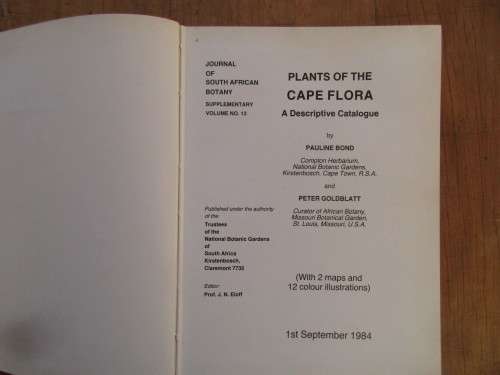 JOURNAL
OF
SOUTH AFRICAN
BOTANY
SUPPLEMENTARY
VOLUME NO. 13
Published under the authority
of the
Trustees
of the
National Botanic Gardens
of
South Africa
Kirstenbosch,
Claremont 7735
Editor:
Prof. J. N. Eloff
PLANTS OF THE
CAPE FLORA
A Descriptive Catalogue
by
PAULINE BOND
Compton Herbarium,
National Botanic Gardens,
Kirstenbosch, Cape Town, R.S.A.
and
PETER GOLDBLATT
Curator of African Botany,
Missouri Botanical Garden,
St. Louis, Missouri, U.S.A.
(With 2 maps and
12 colour illustrations)
1st September 1984